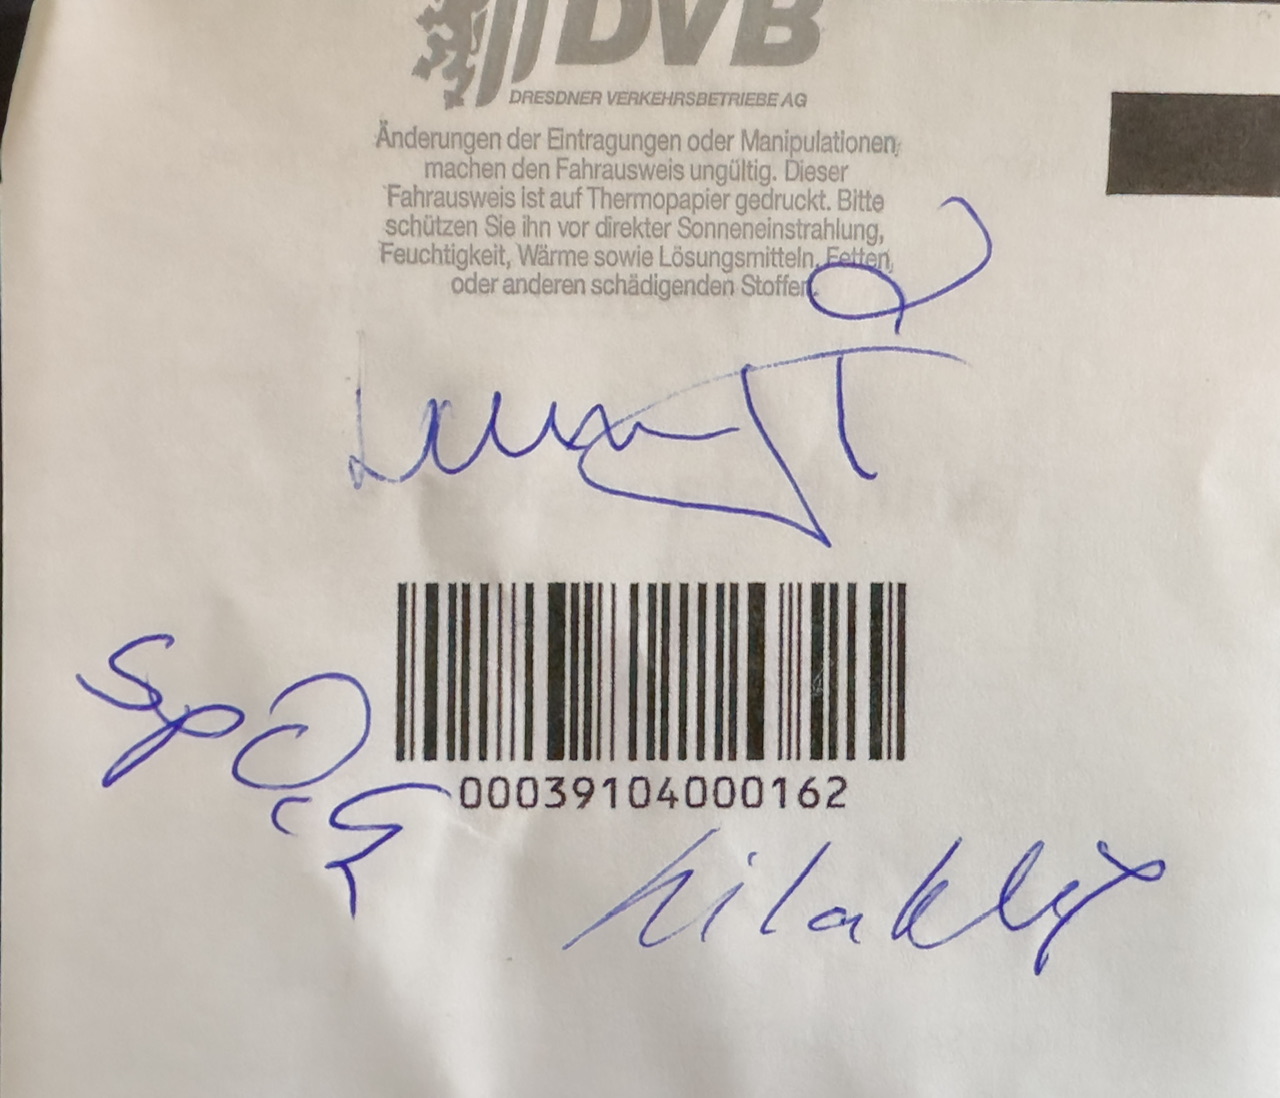 DVB
DRESDNER VERKEHRSBETRIEBE AG
Änderungen der Eintragungen oder Manipulationen
machen den Fahrausweis ungültig. Dieser
Fahrausweis ist auf Thermopapier gedruckt. Bitte
schützen Sie ihn vor direkter Sonneneinstrahlung,
Feuchtigkeit, Wärme sowie Lösungsmitteln, Fetten,
oder anderen schädigenden Stoffen.
00039104000162